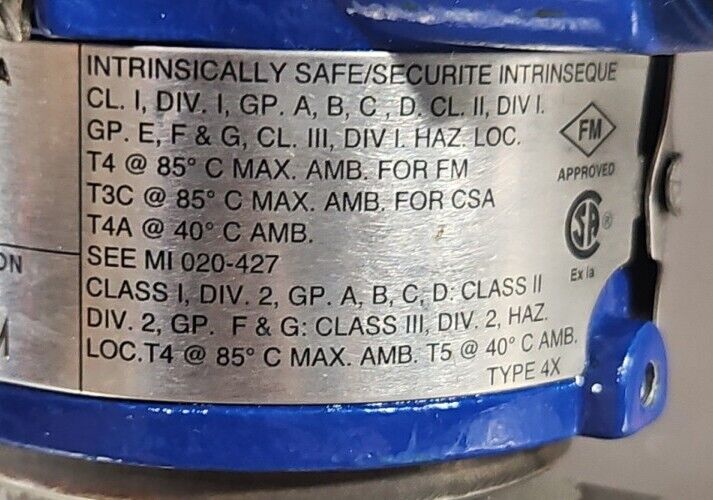 A
INTRINSICALLY SAFE/SECURITE INTRINSEQUE
CL. I, DIV. I, GP. A, B, C , D. CL. II, DIV I.
GP. E, F & G, CL. III, DIV I. HAZ. LOC.
FM
APPROVED
T4 @ 85° C MAX. AMB. FOR FM
T3C @ 85° C MAX. AMB. FOR CSA
T4A @ 40° C AMB.
SA ®
Ex Ia
ON
SEE MI 020-427
CLASS I, DIV. 2, GP. A, B, C, D: CLASS II
DIV. 2, GP. F & G: CLASS III, DIV. 2, HAZ.
LOC.T4 @ 85° C MAX. AMB. T5 @ 40° C AMB.
TYPE 4X